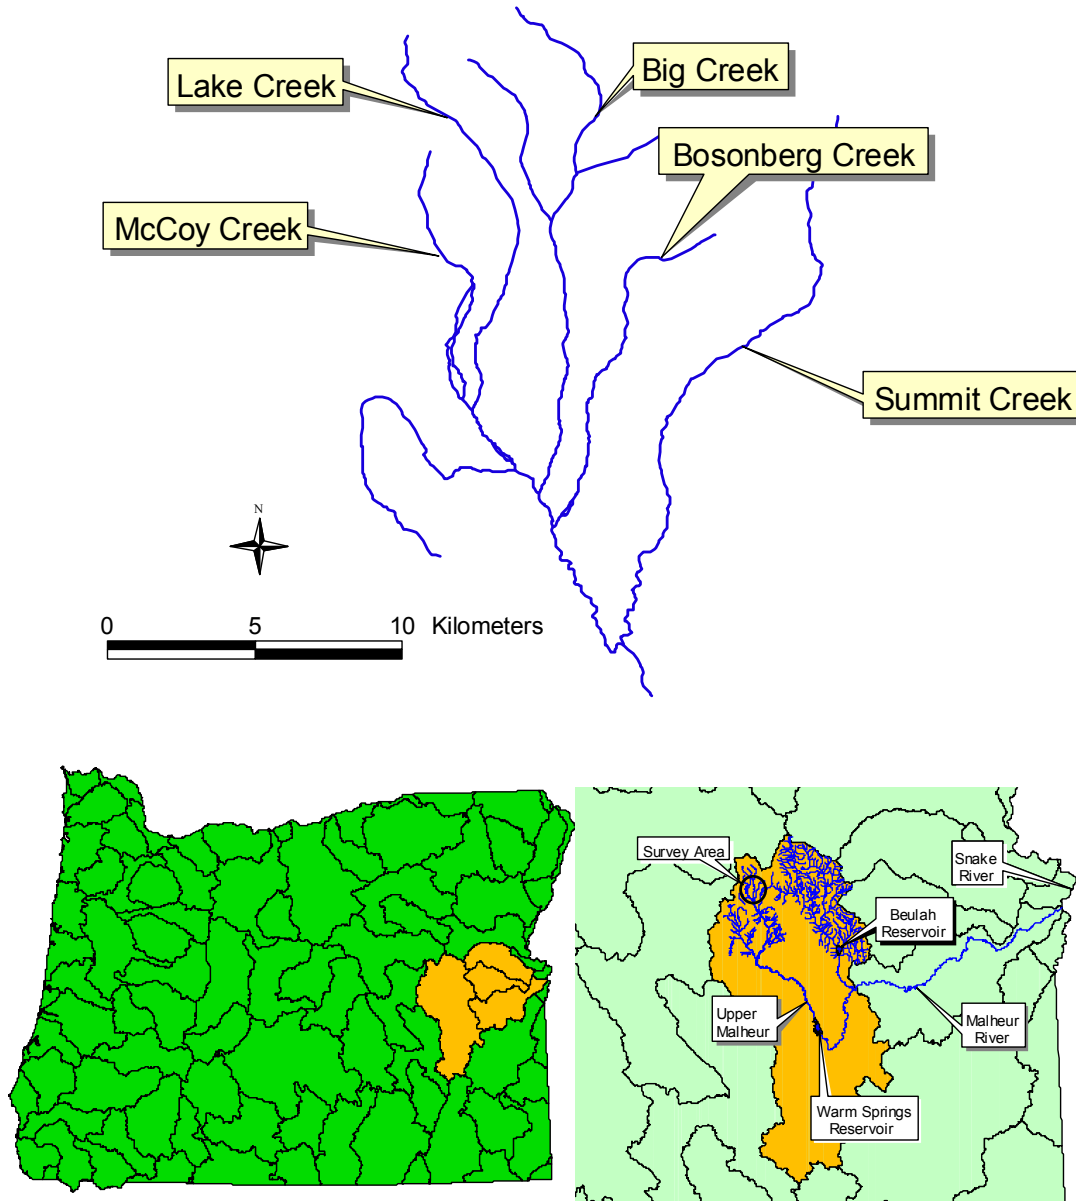 Big Creek
Lake Creek
Bosonberg Creek
McCoy Creek
Summit Creek
N
0 5 10 Kilometers
Survey Area
Snake
River
Beulah
Reservoir
Upper
Malheur
Malheur
River
Warm Springs
Reservoir